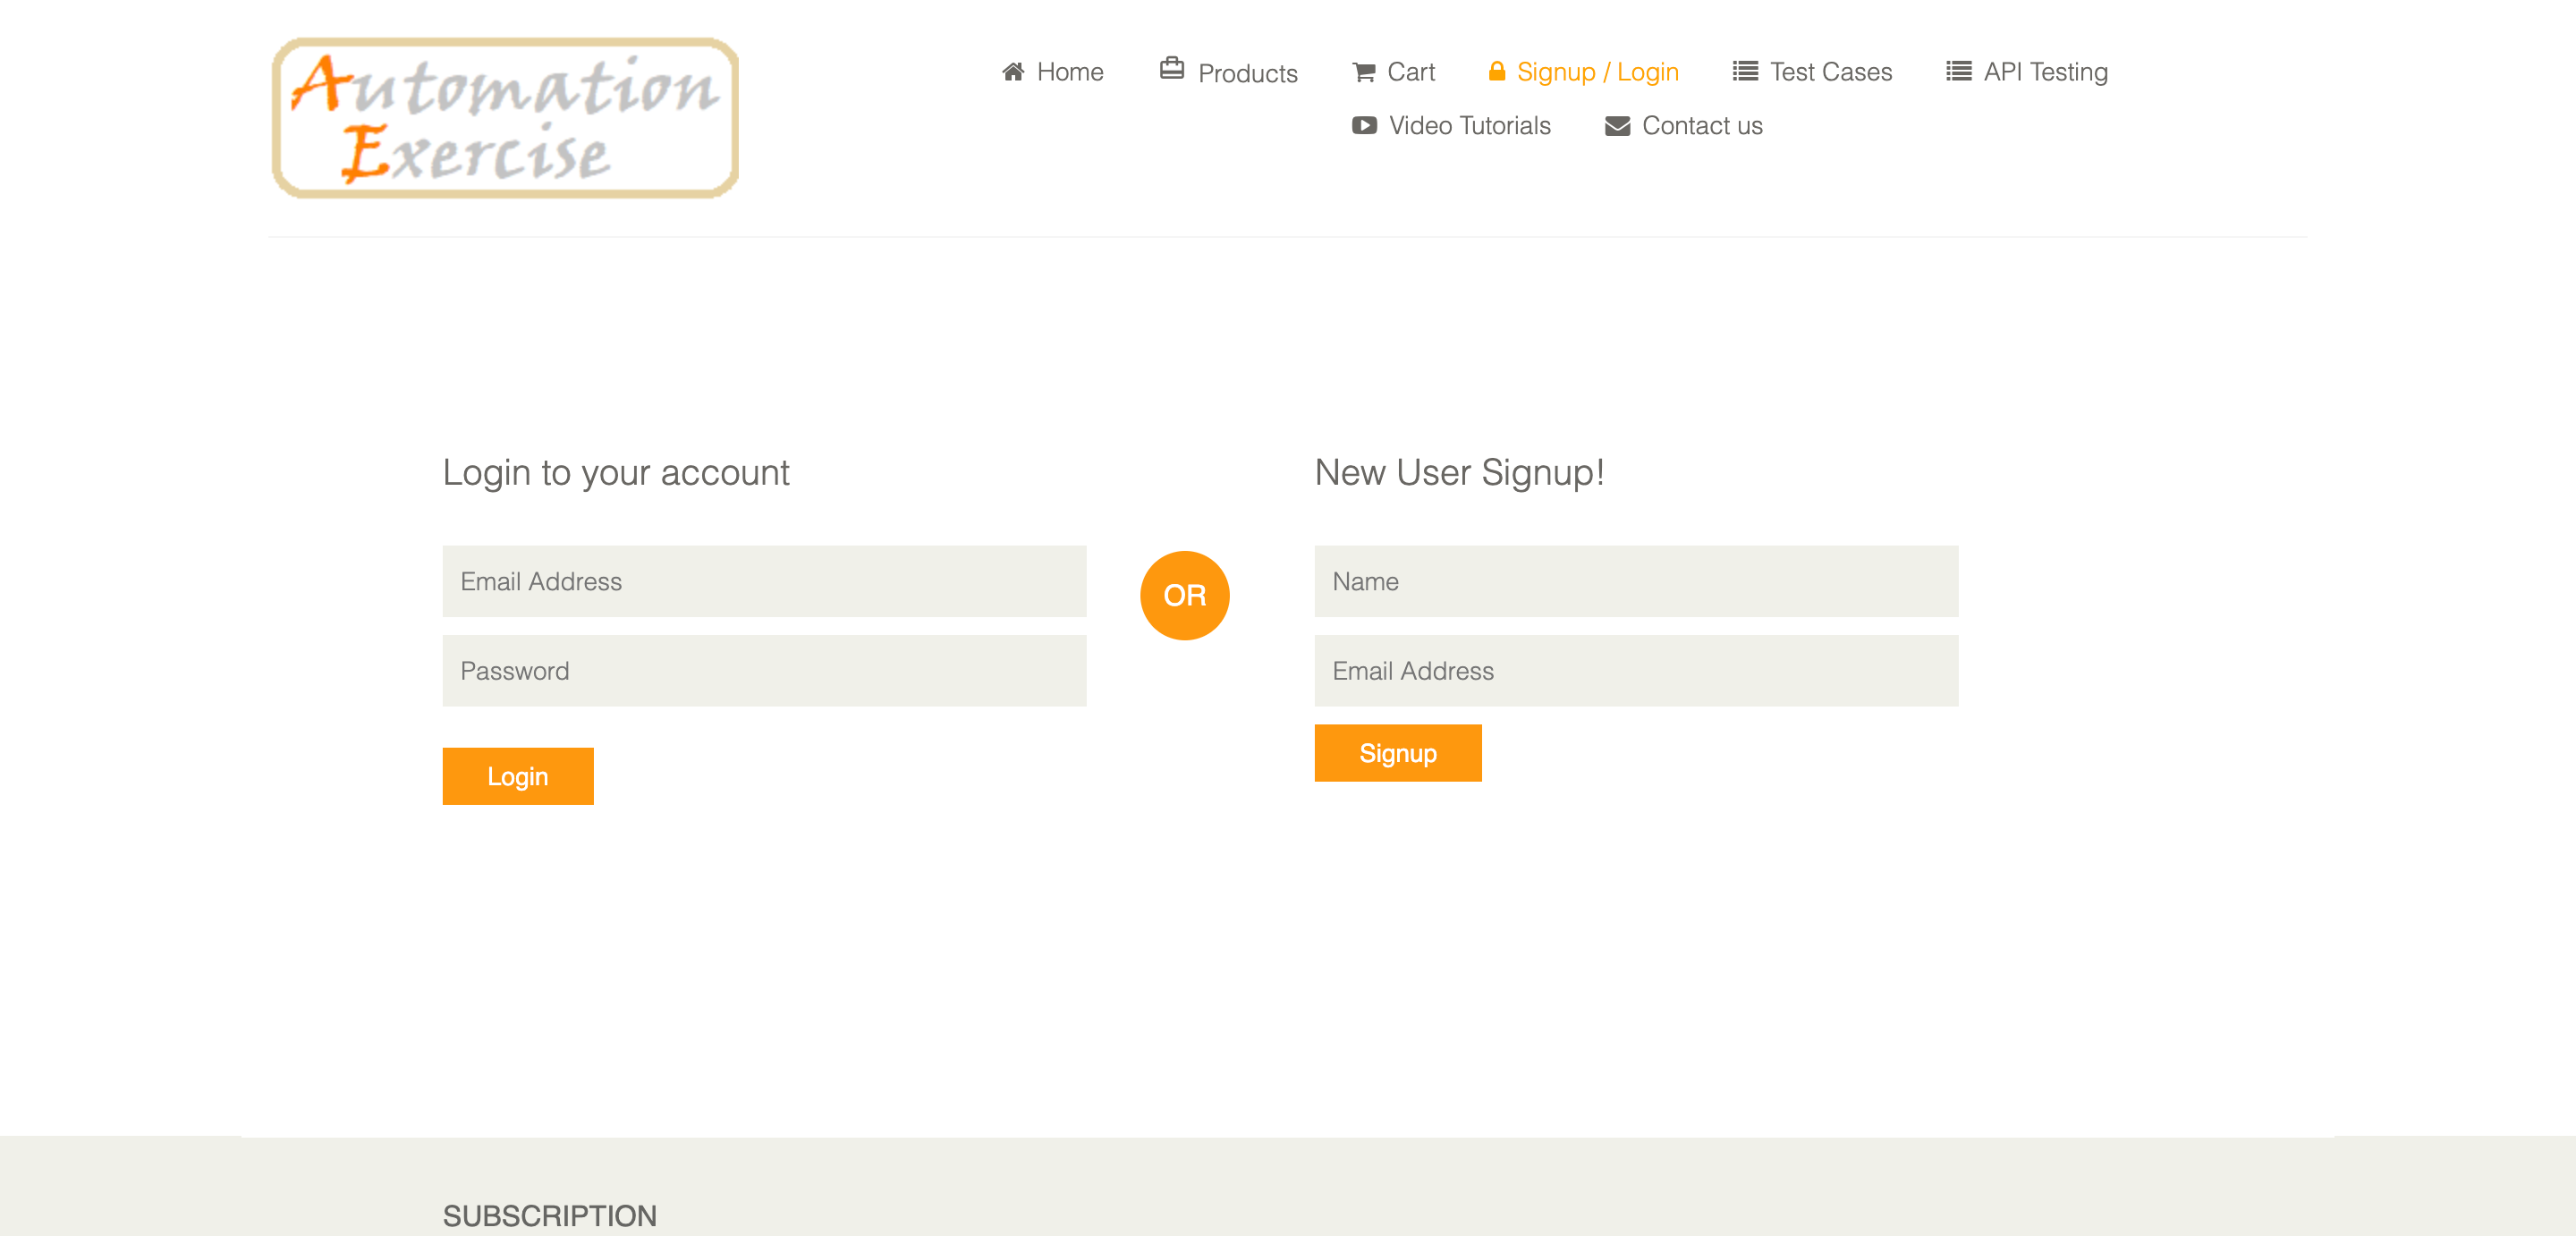 Automation
Exercise
Home Products Cart Signup / Login Test Cases API Testing
Video Tutorials Contact us
Login to your account
Email Address
Password
Login
OR
New User Signup!
Name
Email Address
Signup
SUBSCRIPTION